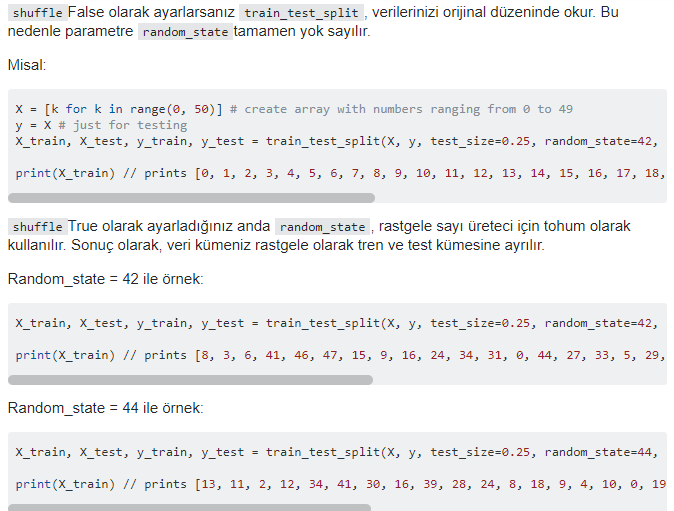 shuffle False olarak ayarlarsanız train_test_split , verilerinizi orijinal düzeninde okur. Bu
nedenle parametre random_state tamamen yok sayılır.
Misal:
X = [k for k in range(0, 50)] # create array with numbers ranging from 0 to 49
y = X # just for testing
X_train, X_test, y_train, y_test = train_test_split(X, y, test_size=0.25, random_state=42,
print(X_train) // prints [0, 1, 2, 3, 4, 5, 6, 7, 8, 9, 10, 11, 12, 13, 14, 15, 16, 17, 18,
shuffle True olarak ayarladığınız anda random_state , rastgele sayı üreteci için tohum olarak
kullanılır. Sonuç olarak, veri kümeniz rastgele olarak tren ve test kümesine ayrılır.
Random_state = 42 ile örnek:
X_train, X_test, y_train, y_test = train_test_split(X, y, test_size=0.25, random_state=42,
print(X_train) // prints [8, 3, 6, 41, 46, 47, 15, 9, 16, 24, 34, 31, 0, 44, 27, 33, 5, 29,
Random_state = 44 ile örnek:
X_train, X_test, y_train, y_test = train_test_split(X, y, test_size=0.25, random_state=44,
print(X_train) // prints [13, 11, 2, 12, 34, 41, 30, 16, 39, 28, 24, 8, 18, 9, 4, 10, 0, 19